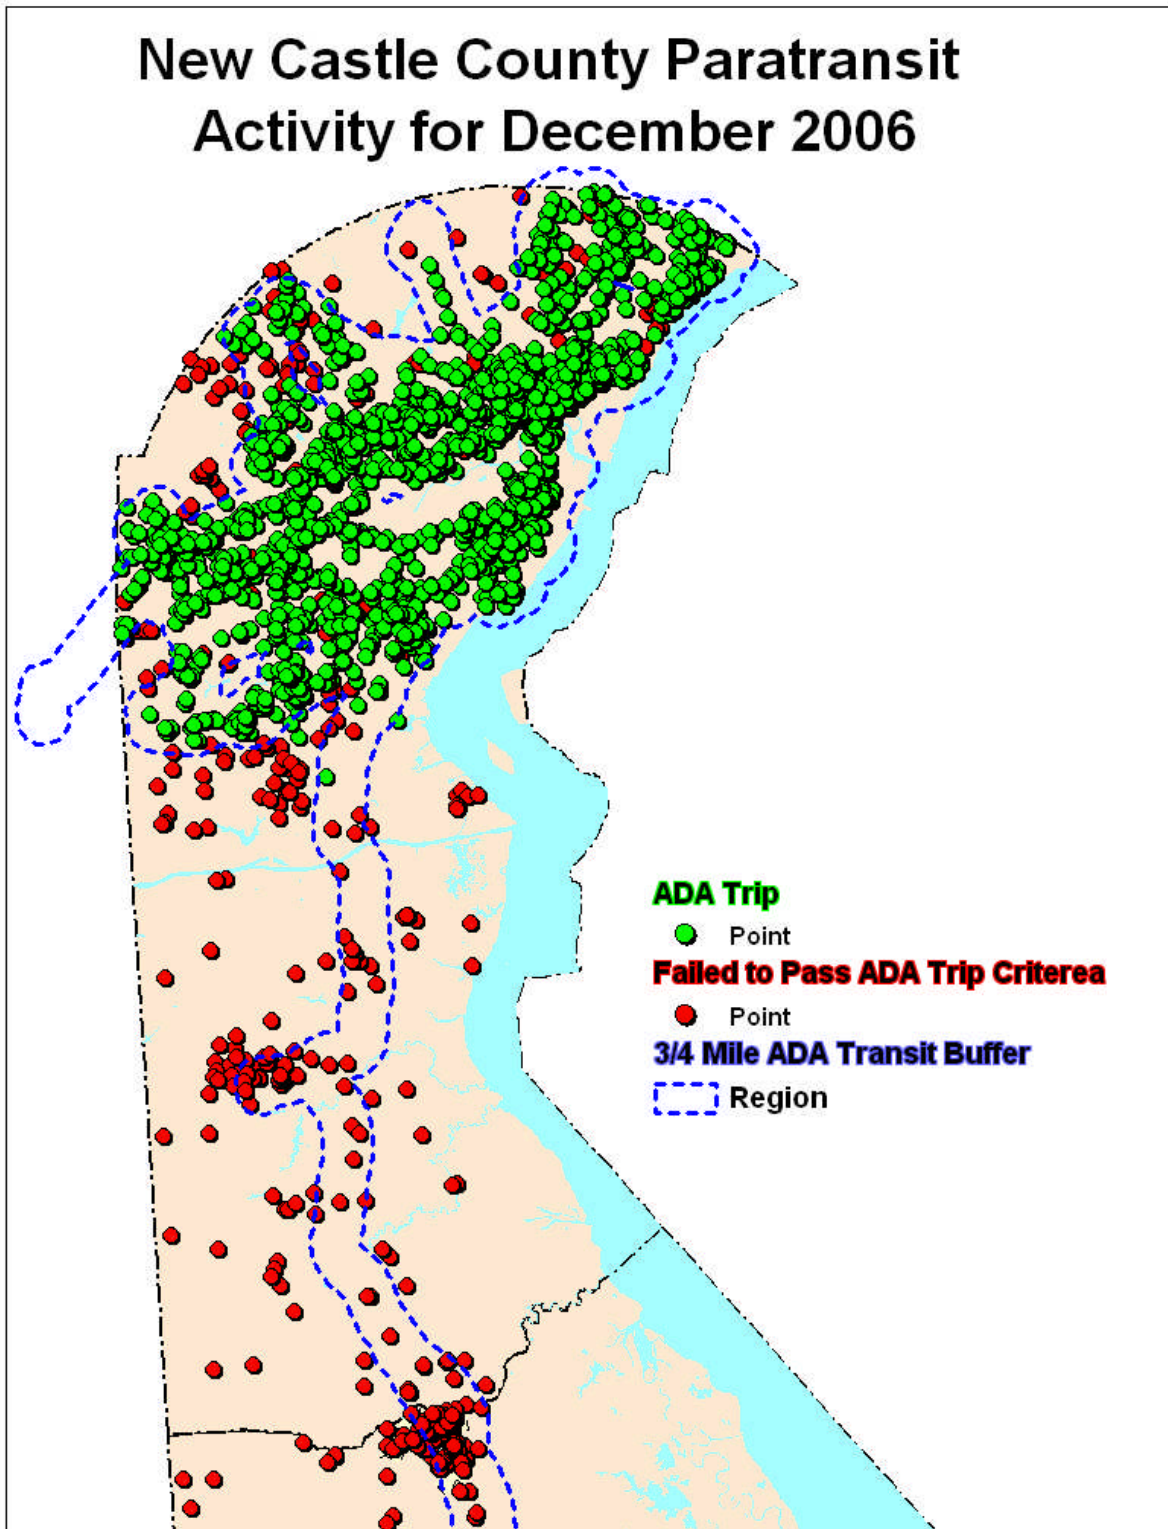 New Castle County Paratransit
Activity for December 2006
ADA Trip
Point
Failed to Pass ADA Trip Criterea
Point
3/4 Mile ADA Transit Buffer
Region